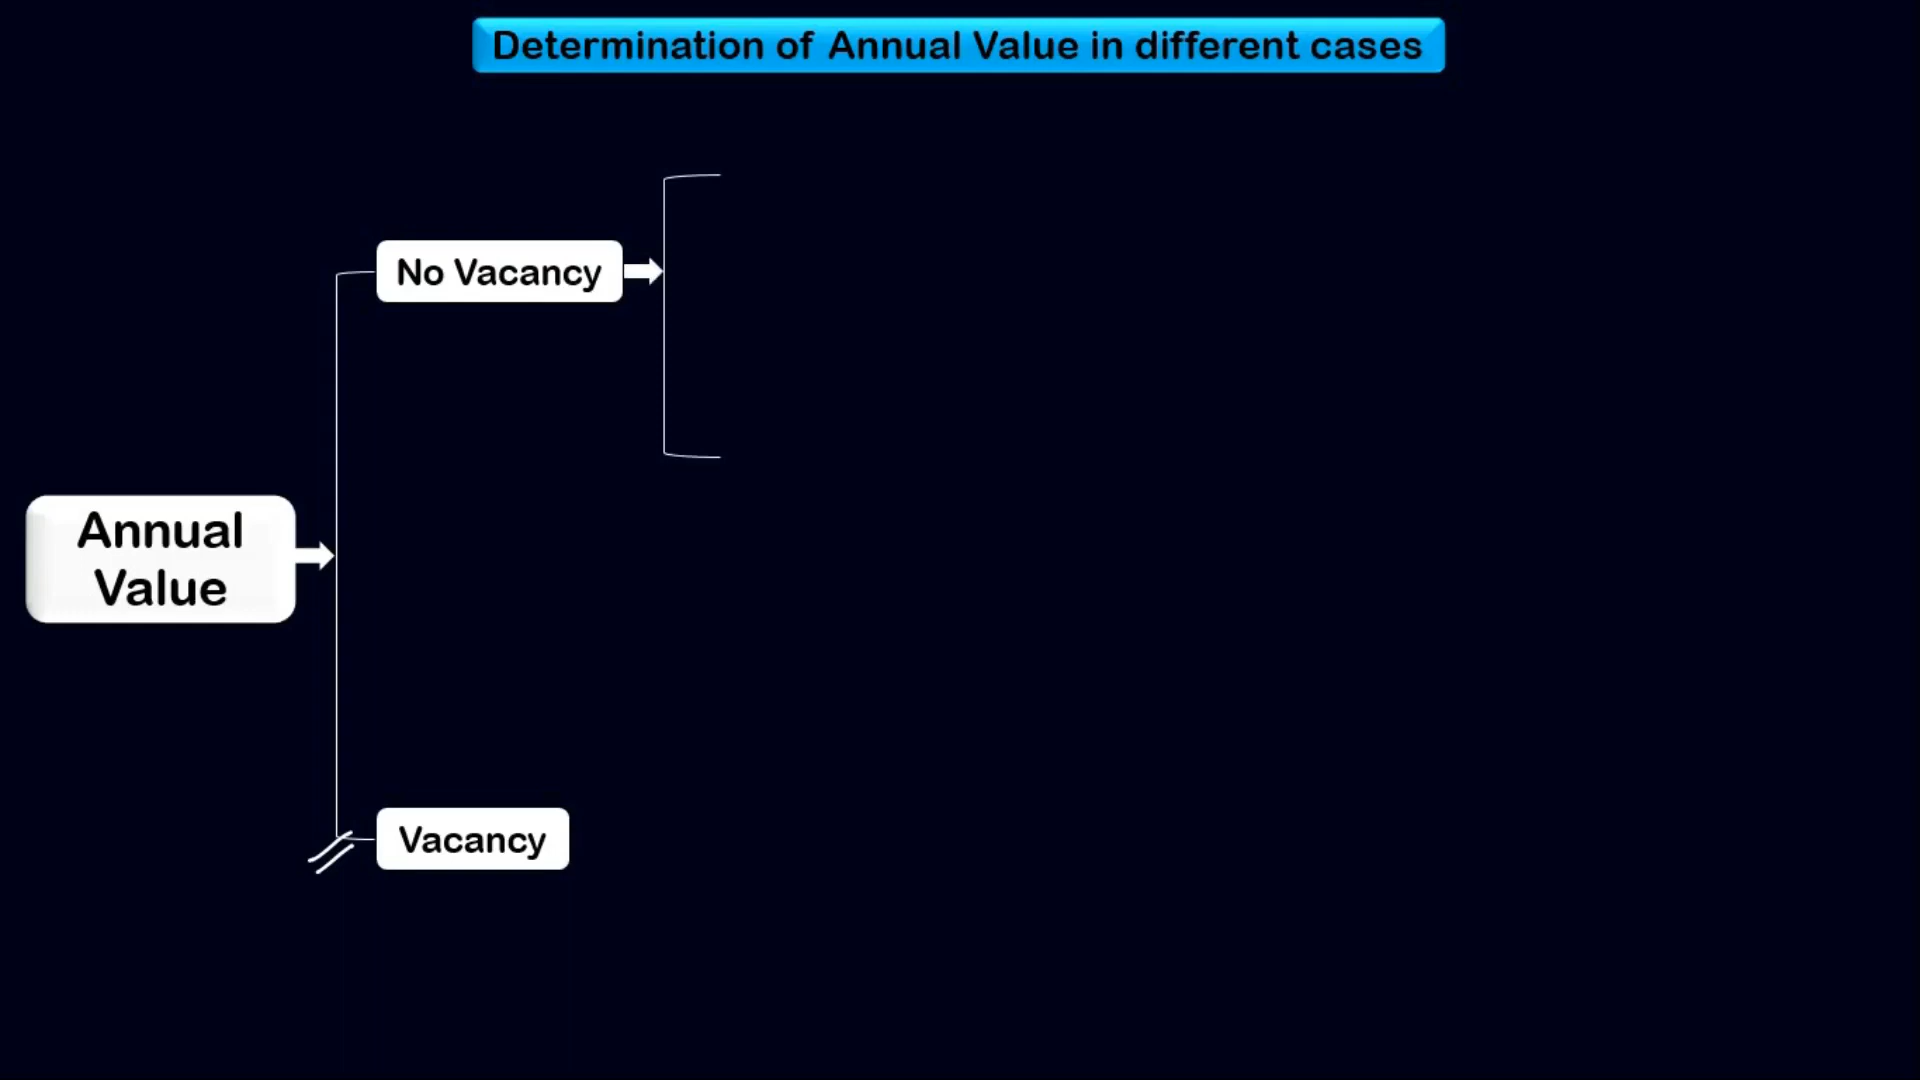 Determination of Annual Value in different cases
No Vacancy
Annual
Value
Vacancy